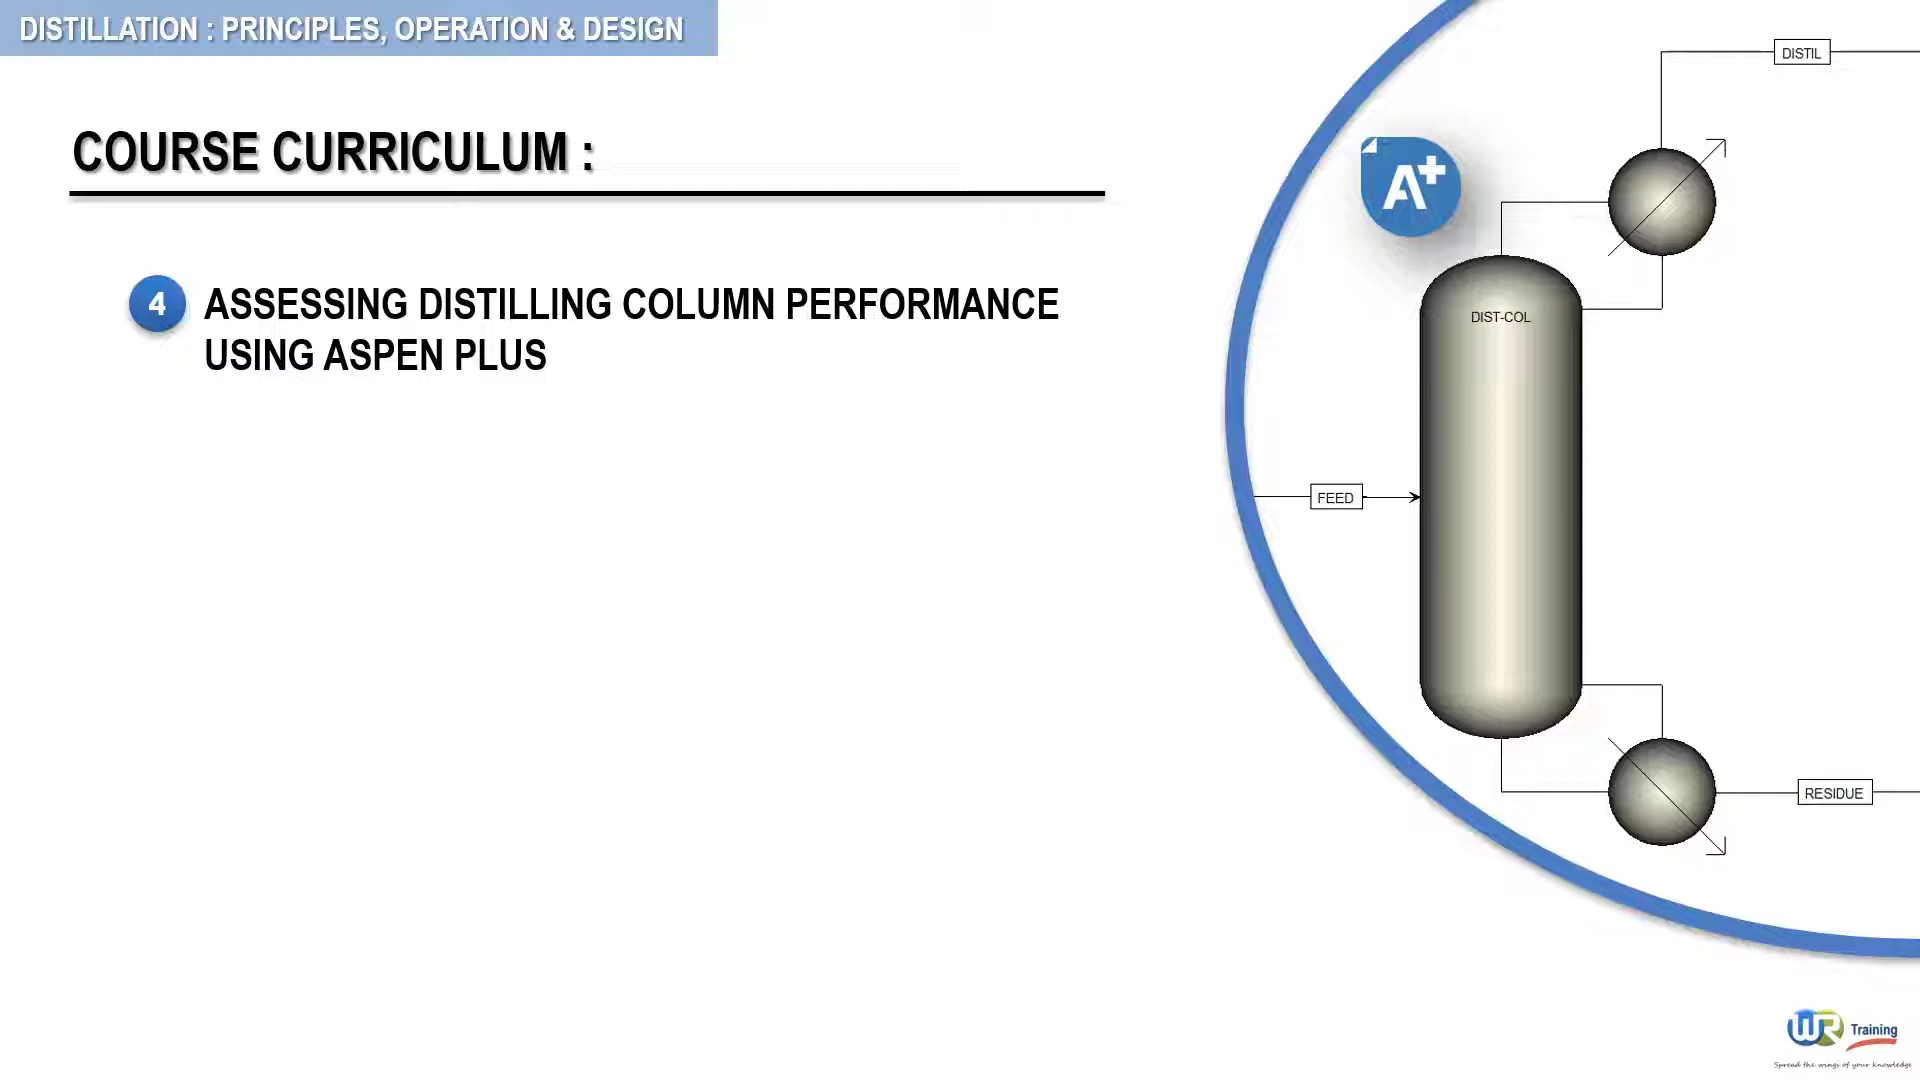 DISTILLATION : PRINCIPLES, OPERATION & DESIGN
COURSE CURRICULUM :
4 ASSESSING DISTILLING COLUMN PERFORMANCE
USING ASPEN PLUS
A+
DISTIL
DIST-COL
FEED
RESIDUE
WR Training
Spread the wings of your knowledge